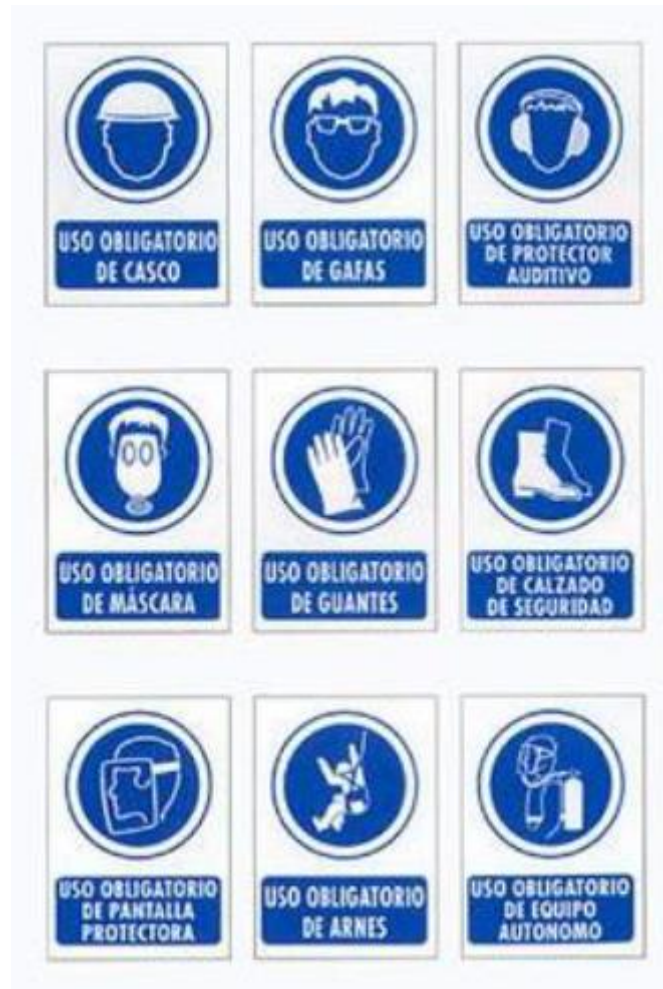 USO OBLIGATORIO
DE CASCO
USO OBLIGATORIO
DE GAFAS
USO OBLIGATORIO
DE PROTECTOR
AUDITIVO
USO OBLIGATORIO
DE MÁSCARA
USO OBLIGATORIO
DE GUANTES
USO OBLIGATORIO
DE CALZADO
DE SEGURIDAD
USO OBLIGATORIO
DE PANTALLA
PROTECTORA
USO OBLIGATORIO
DE ARNES
USO OBLIGATORIO
DE EQUIPO
AUTONOMO